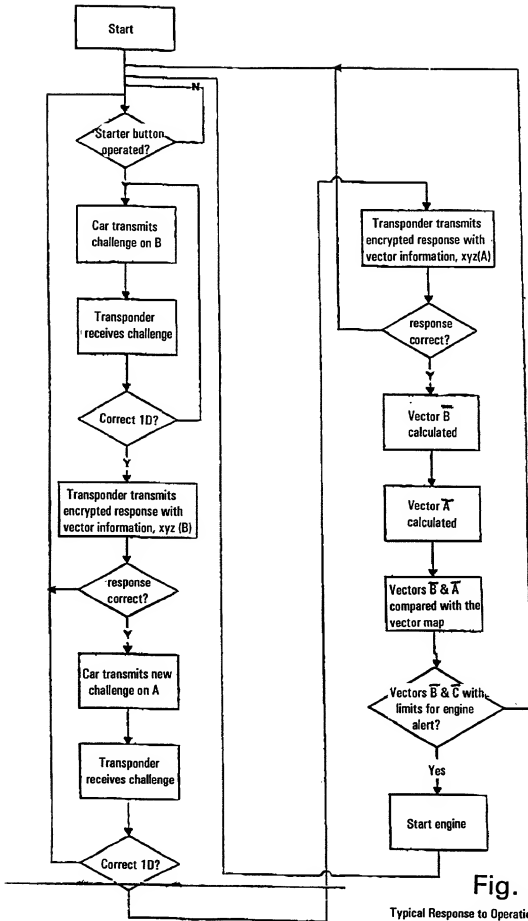 Start
N
Starter button
operated?
Y
Car transmits
challenge on B
Transponder
receives challenge
Correct 1D?
Y
Transponder transmits
encrypted response with
vector information, xyz (B)
response
correct?
Y
Car transmits new
challenge on A
Transponder
receives challenge
Correct 1D?
Transponder transmits
encrypted response with
vector information, xyz(A)
response
correct?
Y
Vector B̅
calculated
Vector A̅
calculated
Vectors B̅ & A̅
compared with the
vector map
Vectors B̅ & C̅ with
limits for engine
alert?
Yes
Start engine
Fig.
Typical Response to Operati